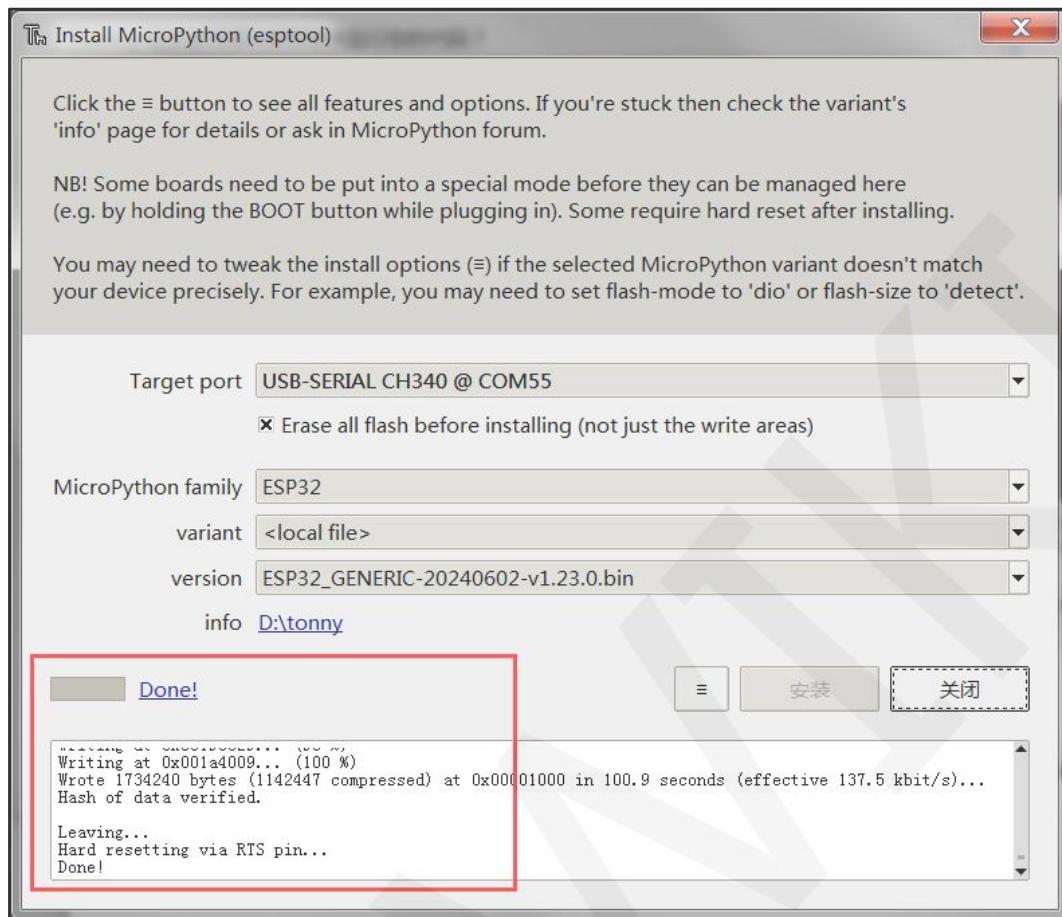 Install MicroPython (esptool)
X
Click the ≡ button to see all features and options. If you're stuck then check the variant's
'info' page for details or ask in MicroPython forum.
NB! Some boards need to be put into a special mode before they can be managed here
(e.g. by holding the BOOT button while plugging in). Some require hard reset after installing.
You may need to tweak the install options (≡) if the selected MicroPython variant doesn't match
your device precisely. For example, you may need to set flash-mode to 'dio' or flash-size to 'detect'.
Target port USB-SERIAL CH340 @ COM55
Erase all flash before installing (not just the write areas)
MicroPython family ESP32
variant <local file>
version ESP32_GENERIC-20240602-v1.23.0.bin
info D:\tonny
Done! ≡ 安装 关闭
Writing at 0x001a4009... (100 %)
Wrote 1734240 bytes (1142447 compressed) at 0x00001000 in 100.9 seconds (effective 137.5 kbit/s)...
Hash of data verified.
Leaving...
Hard resetting via RTS pin...
Done!